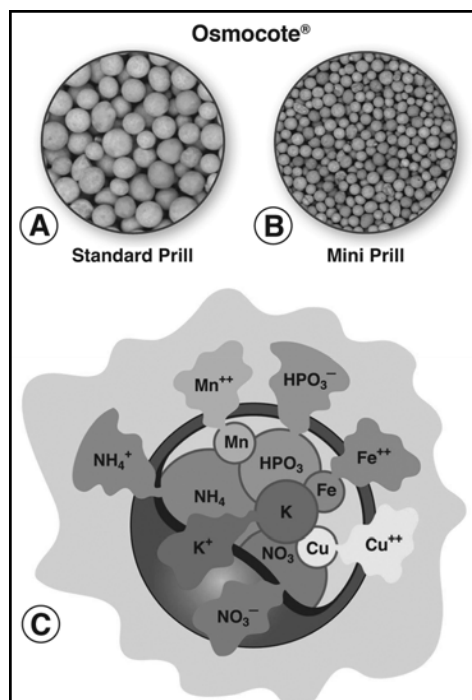 Osmocote®
A
Standard Prill
B
Mini Prill
Mn⁺⁺
HPO₃⁻
NH₄⁺
Fe⁺⁺
Mn
HPO₃
NH₄
Fe
K
K⁺
NO₃
Cu
Cu⁺⁺
NO₃⁻
C